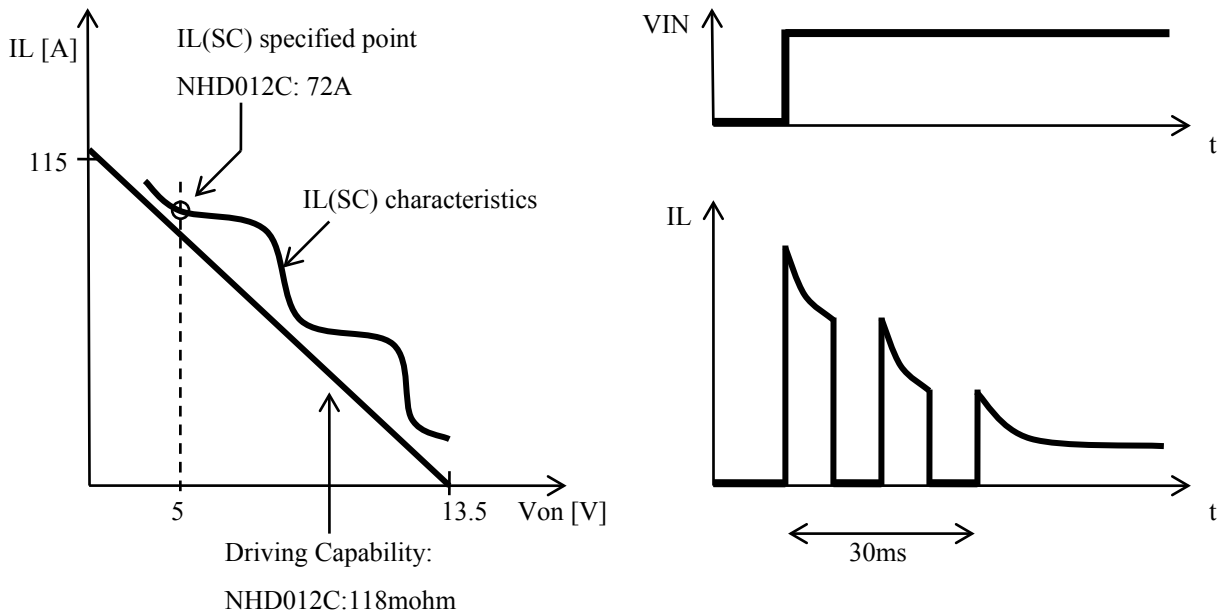 IL [A]
IL(SC) specified point
NHD012C: 72A
115
IL(SC) characteristics
5
13.5
Von [V]
Driving Capability:
NHD012C:118mohm
VIN
t
IL
t
30ms